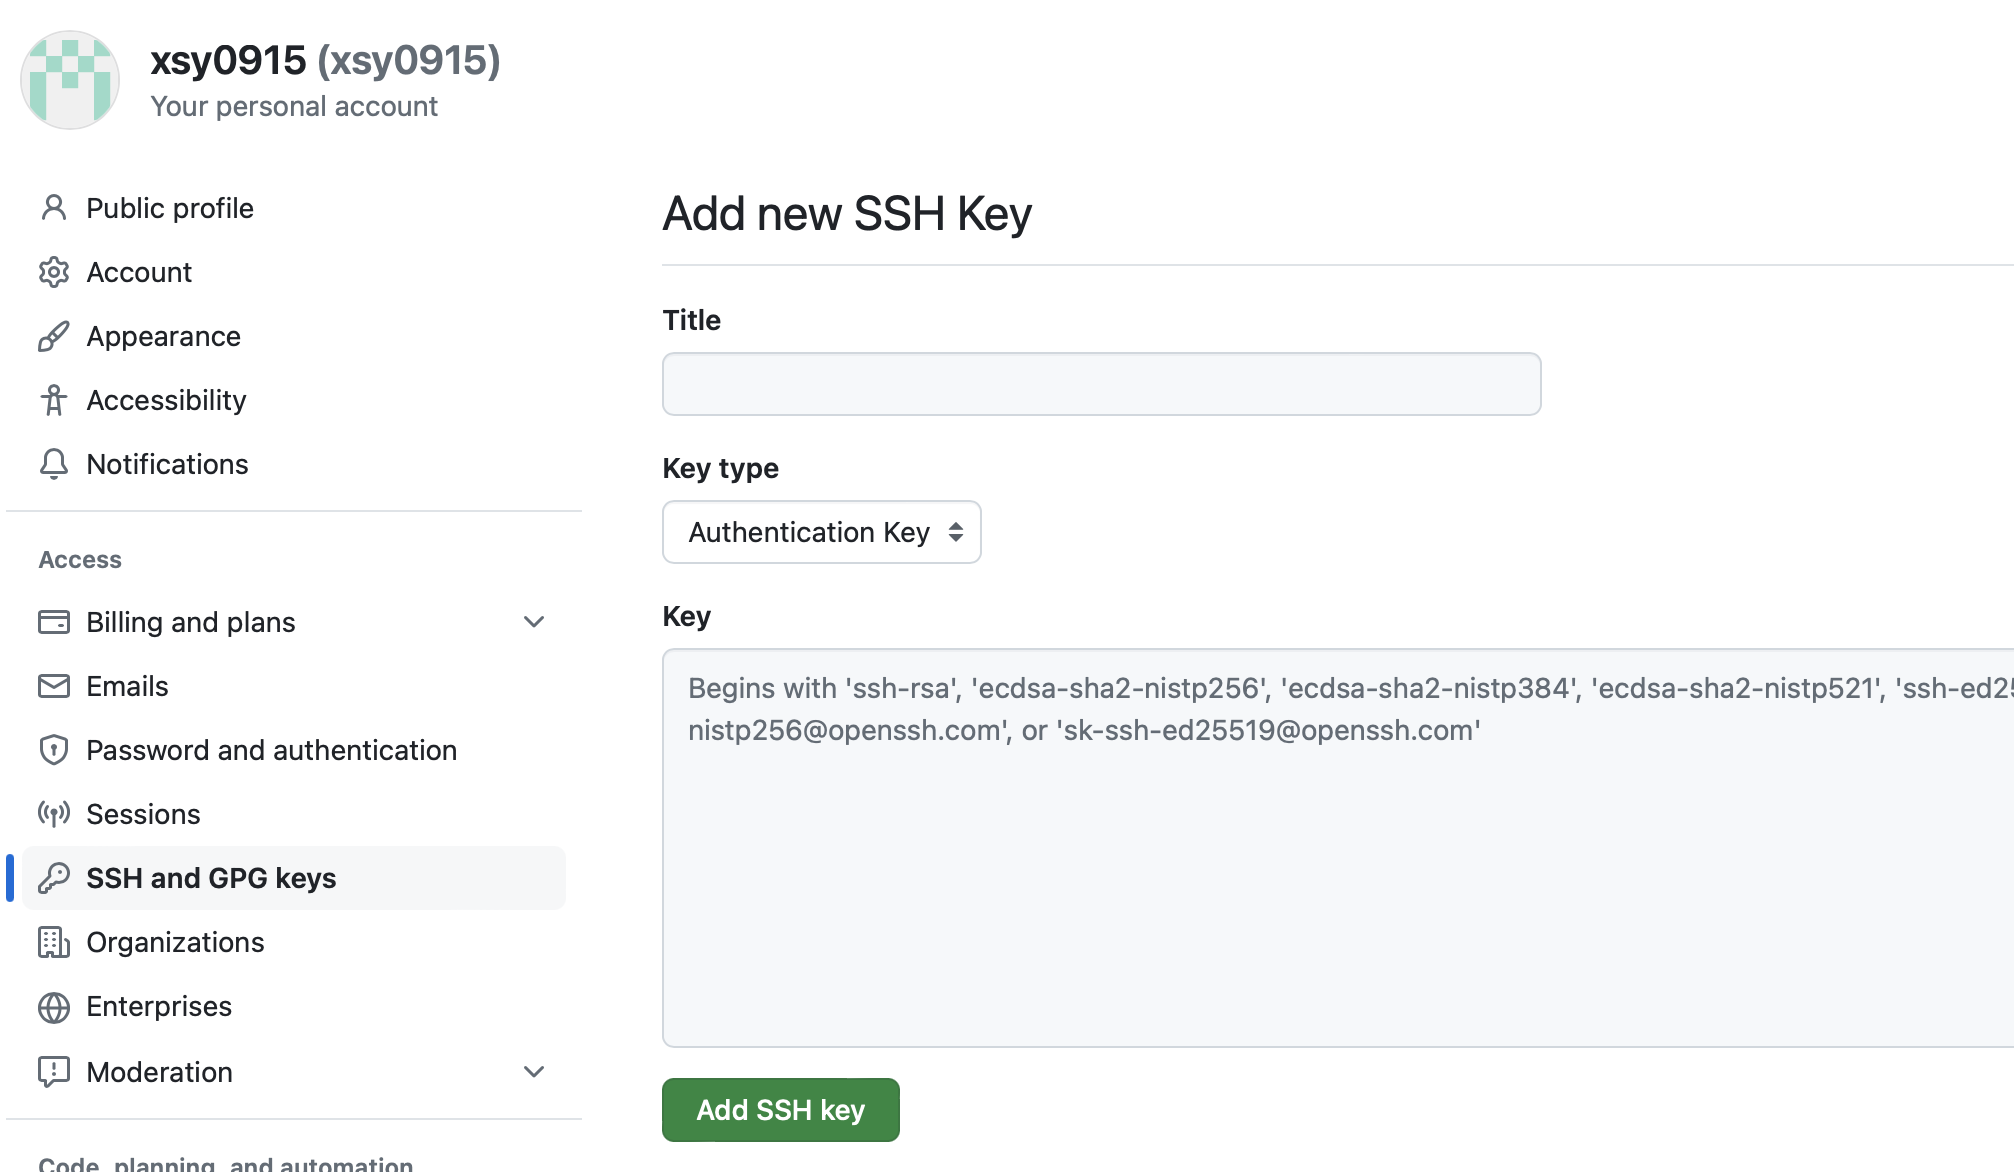 xsy0915 (xsy0915)
Your personal account
Public profile
Account
Appearance
Accessibility
Notifications
Access
Billing and plans
Emails
Password and authentication
Sessions
SSH and GPG keys
Organizations
Enterprises
Moderation
Code, planning, and automation
Add new SSH Key
Title
Key type
Authentication Key
Key
Begins with 'ssh-rsa', 'ecdsa-sha2-nistp256', 'ecdsa-sha2-nistp384', 'ecdsa-sha2-nistp521', 'ssh-ed25
nistp256@openssh.com', or 'sk-ssh-ed25519@openssh.com'
Add SSH key